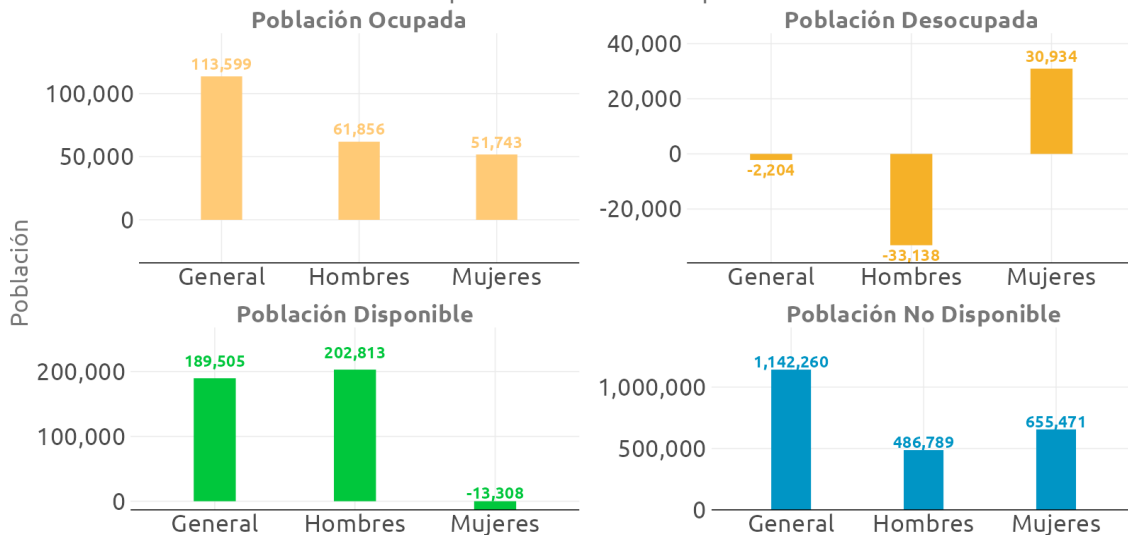 Población Ocupada
113,599
61,856
51,743
100,000
50,000
0
General Hombres Mujeres
Población Desocupada
40,000
20,000
0
-20,000
-2,204
-33,138
30,934
General Hombres Mujeres
Población
Población Disponible
200,000
100,000
0
189,505
202,813
-13,308
General Hombres Mujeres
Población No Disponible
1,000,000
500,000
0
1,142,260
486,789
655,471
General Hombres Mujeres